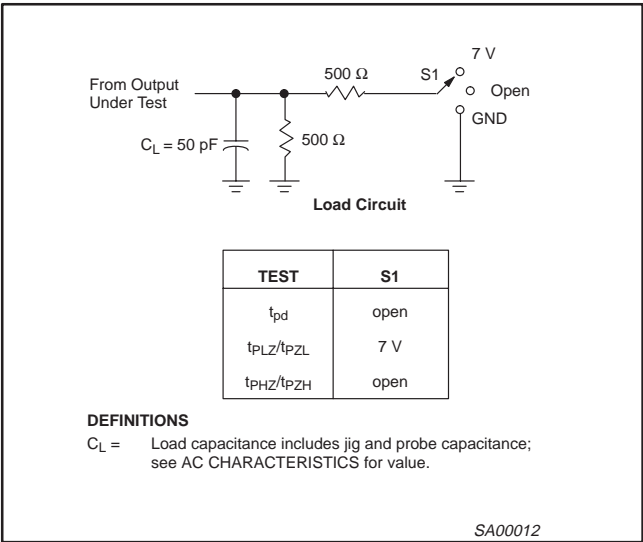 7 V
500 Ω
S1
From Output
Under Test
Open
GND
C_L = 50 pF
500 Ω
Load Circuit
TEST S1
t_pd open
t_PLZ/t_PZL 7 V
t_PHZ/t_PZH open
DEFINITIONS
C_L = Load capacitance includes jig and probe capacitance;
see AC CHARACTERISTICS for value.
SA00012